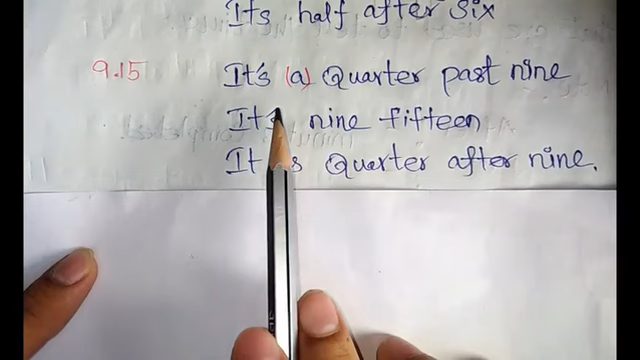 Its half after Six
9.15 It's (a) Quarter past nine
It's nine fifteen
It is Quarter after nine.